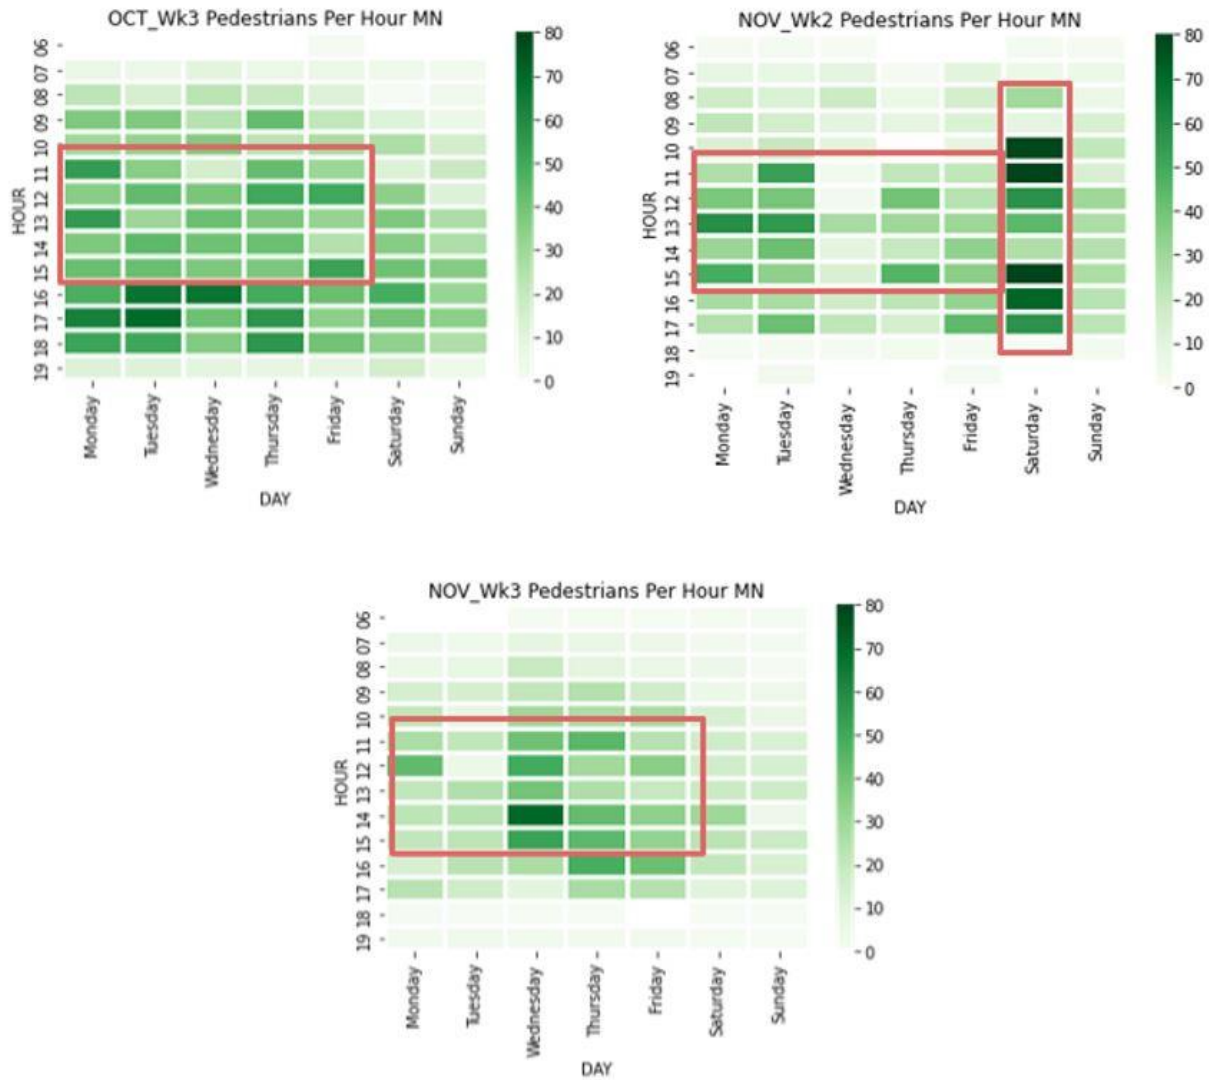 OCT_Wk3 Pedestrians Per Hour MN
HOUR
06
07
08
09
10
11
12
13
14
15
16
17
18
19
Monday
Tuesday
Wednesday
Thursday
Friday
Saturday
Sunday
DAY
80
70
60
50
40
30
20
10
0
NOV_Wk2 Pedestrians Per Hour MN
HOUR
06
07
08
09
10
11
12
13
14
15
16
17
18
19
Monday
Tuesday
Wednesday
Thursday
Friday
Saturday
Sunday
DAY
80
70
60
50
40
30
20
10
0
NOV_Wk3 Pedestrians Per Hour MN
HOUR
06
07
08
09
10
11
12
13
14
15
16
17
18
19
Monday
Tuesday
Wednesday
Thursday
Friday
Saturday
Sunday
DAY
80
70
60
50
40
30
20
10
0